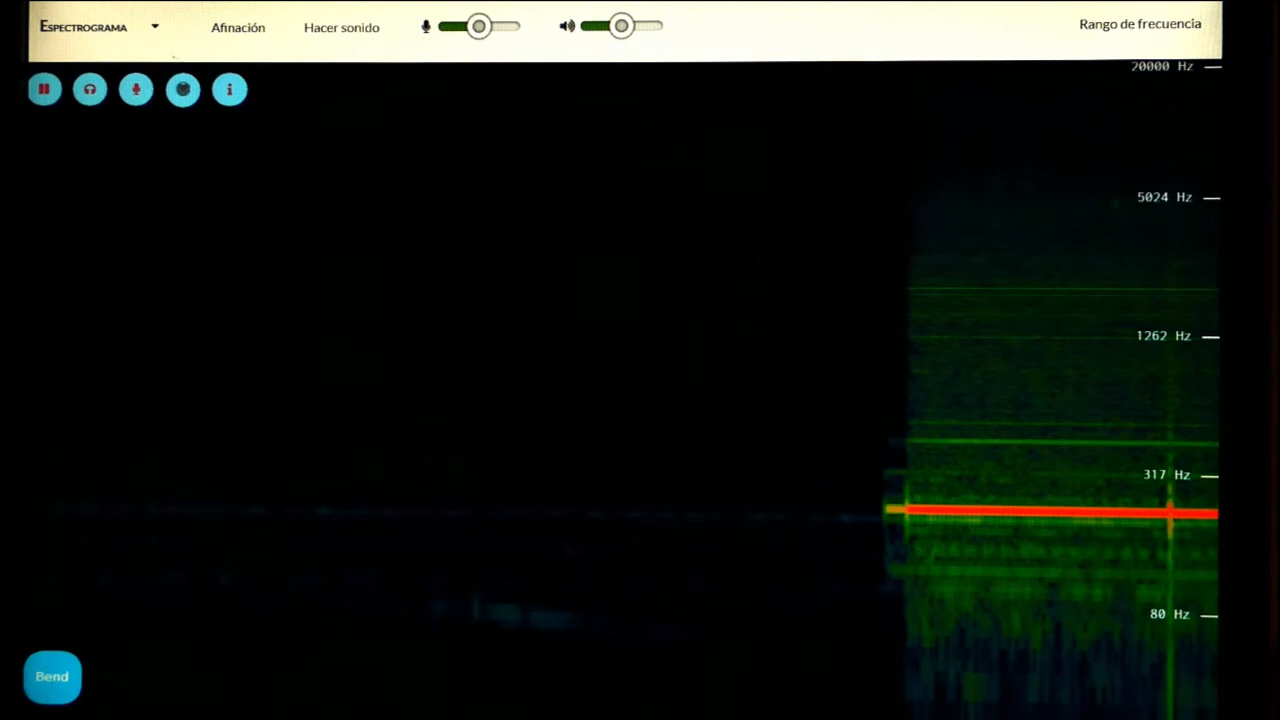 Espectrograma
Afinación
Hacer sonido
Rango de frecuencia
20000 Hz
5024 Hz
1262 Hz
317 Hz
80 Hz
Bend